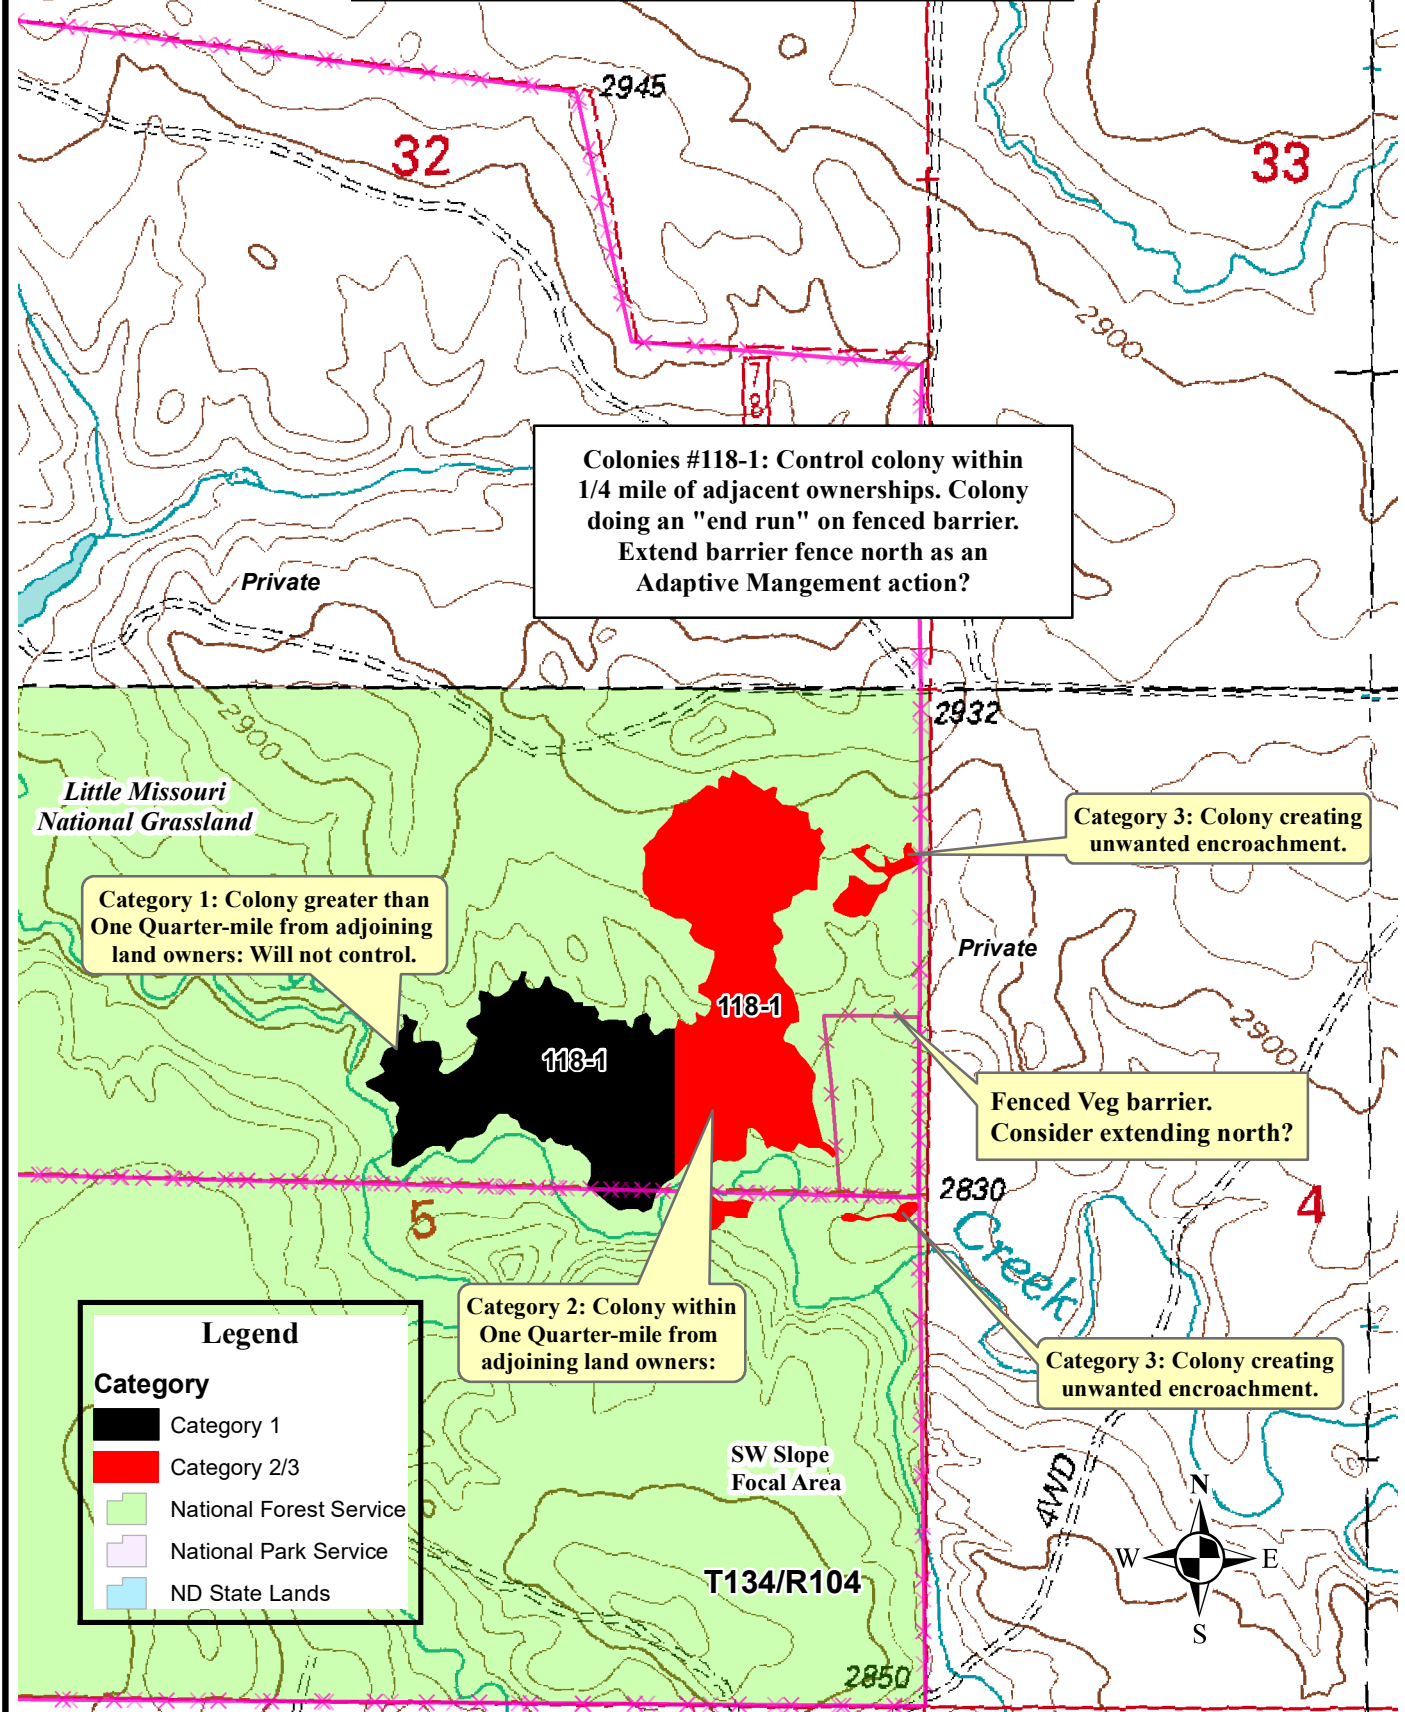 2945
32
33
2900
7
8
Colonies #118-1: Control colony within
1/4 mile of adjacent ownerships. Colony
doing an "end run" on fenced barrier.
Extend barrier fence north as an
Adaptive Mangement action?
Private
2932
2900
Little Missouri
National Grassland
Category 3: Colony creating
unwanted encroachment.
Category 1: Colony greater than
One Quarter-mile from adjoining
land owners: Will not control.
Private
118-1
118-1
2900
Fenced Veg barrier.
Consider extending north?
2830
5
4
Creek
Category 2: Colony within
One Quarter-mile from
adjoining land owners:
Category 3: Colony creating
unwanted encroachment.
Legend
Category
Category 1
Category 2/3
National Forest Service
National Park Service
ND State Lands
SW Slope
Focal Area
4WD
N
W
E
S
T134/R104
2850